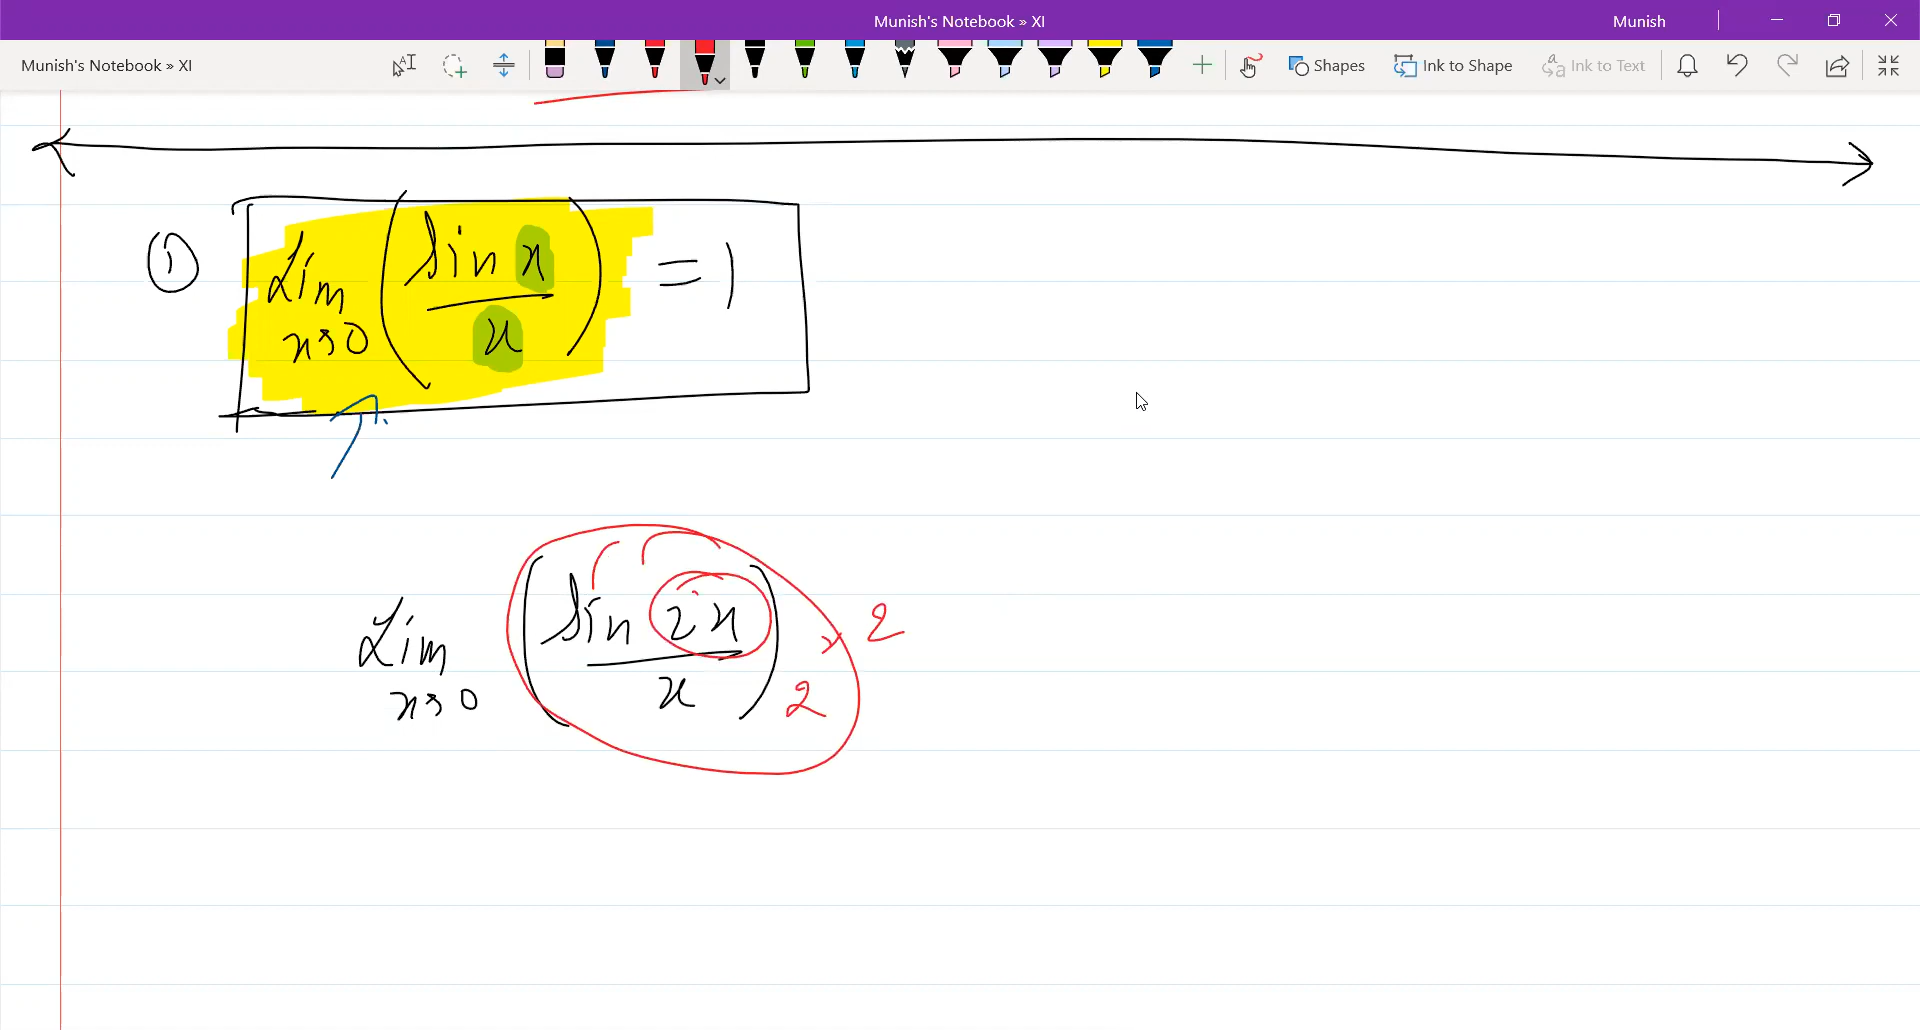 Munish's Notebook » XI
Munish
Munish's Notebook » XI
Shapes
Ink to Shape
Ink to Text
① Lim x→0 (sin x / x) = 1
Lim x→0 (sin 2x / x) 2 × 2